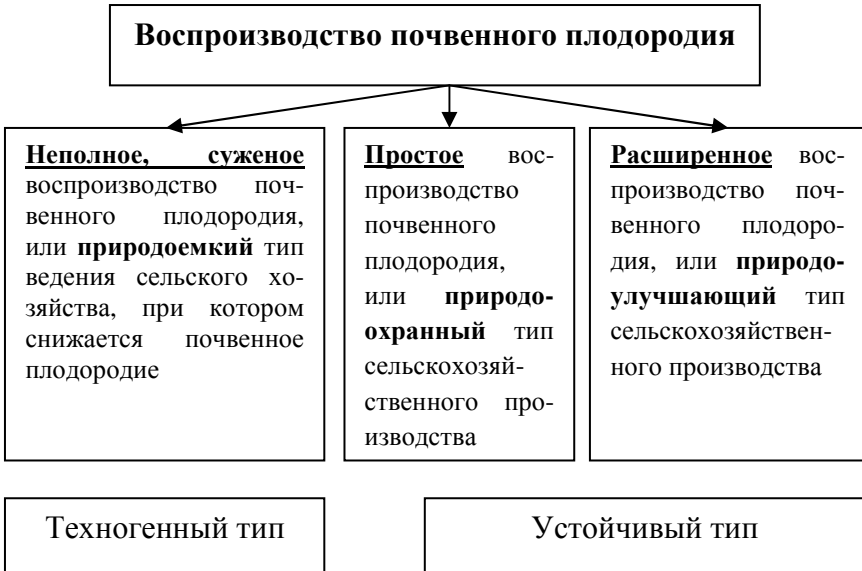 Воспроизводство почвенного плодородия
Неполное, суженое
воспроизводство поч-
венного плодородия,
или природоемкий тип
ведения сельского хо-
зяйства, при котором
снижается почвенное
плодородие
Простое вос-
производство
почвенного
плодородия,
или природо-
охранный тип
сельскохозяй-
ственного про-
изводства
Расширенное вос-
производство поч-
венного плодоро-
дия, или природо-
улучшающий тип
сельскохозяйствен-
ного производства
Техногенный тип
Устойчивый тип